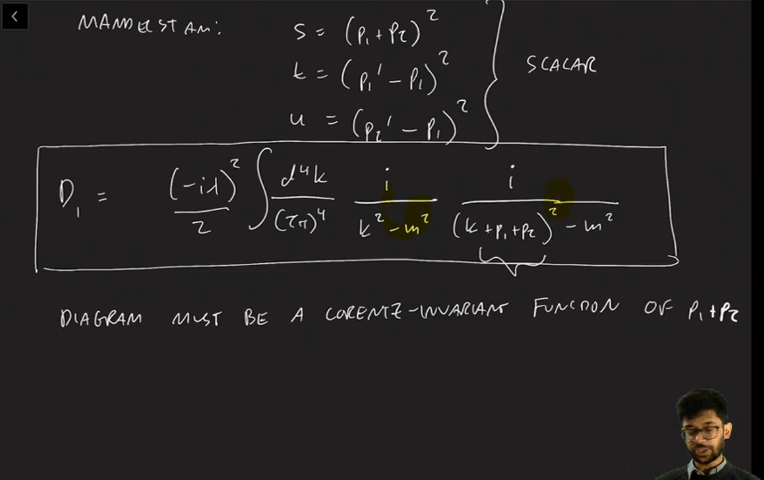 MANDELSTAM: s = (p₁+p₂)²
t = (p₁' − p₁)²
u = (p₂' − p₁)²
SCALAR
D₁ = (-iλ)²/2 ∫ d⁴k/(2π)⁴ i/(k² − m²) i/((k+p₁+p₂)² − m²)
DIAGRAM MUST BE A LORENTZ-INVARIANT FUNCTION OF p₁+p₂